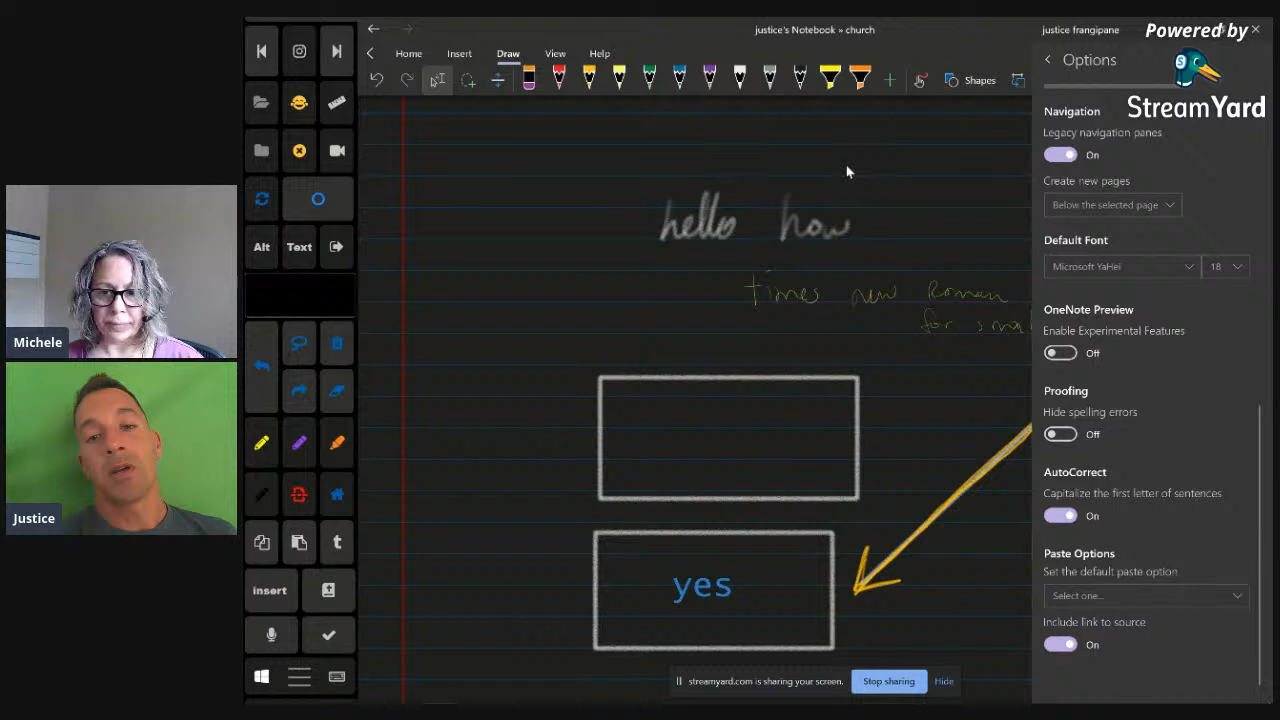 justice's Notebook » church
justice frangipane
Powered by
StreamYard
Home
Insert
Draw
View
Help
Shapes
Options
Navigation
Legacy navigation panes
On
Create new pages
Below the selected page
Default Font
Microsoft YaHei
18
OneNote Preview
Enable Experimental Features
Off
Proofing
Hide spelling errors
Off
AutoCorrect
Capitalize the first letter of sentences
On
Paste Options
Set the default paste option
Select one...
Include link to source
On
hello how
times new Roman
for smal
yes
Alt
Text
t
insert
Michele
Justice
streamyard.com is sharing your screen.
Stop sharing
Hide